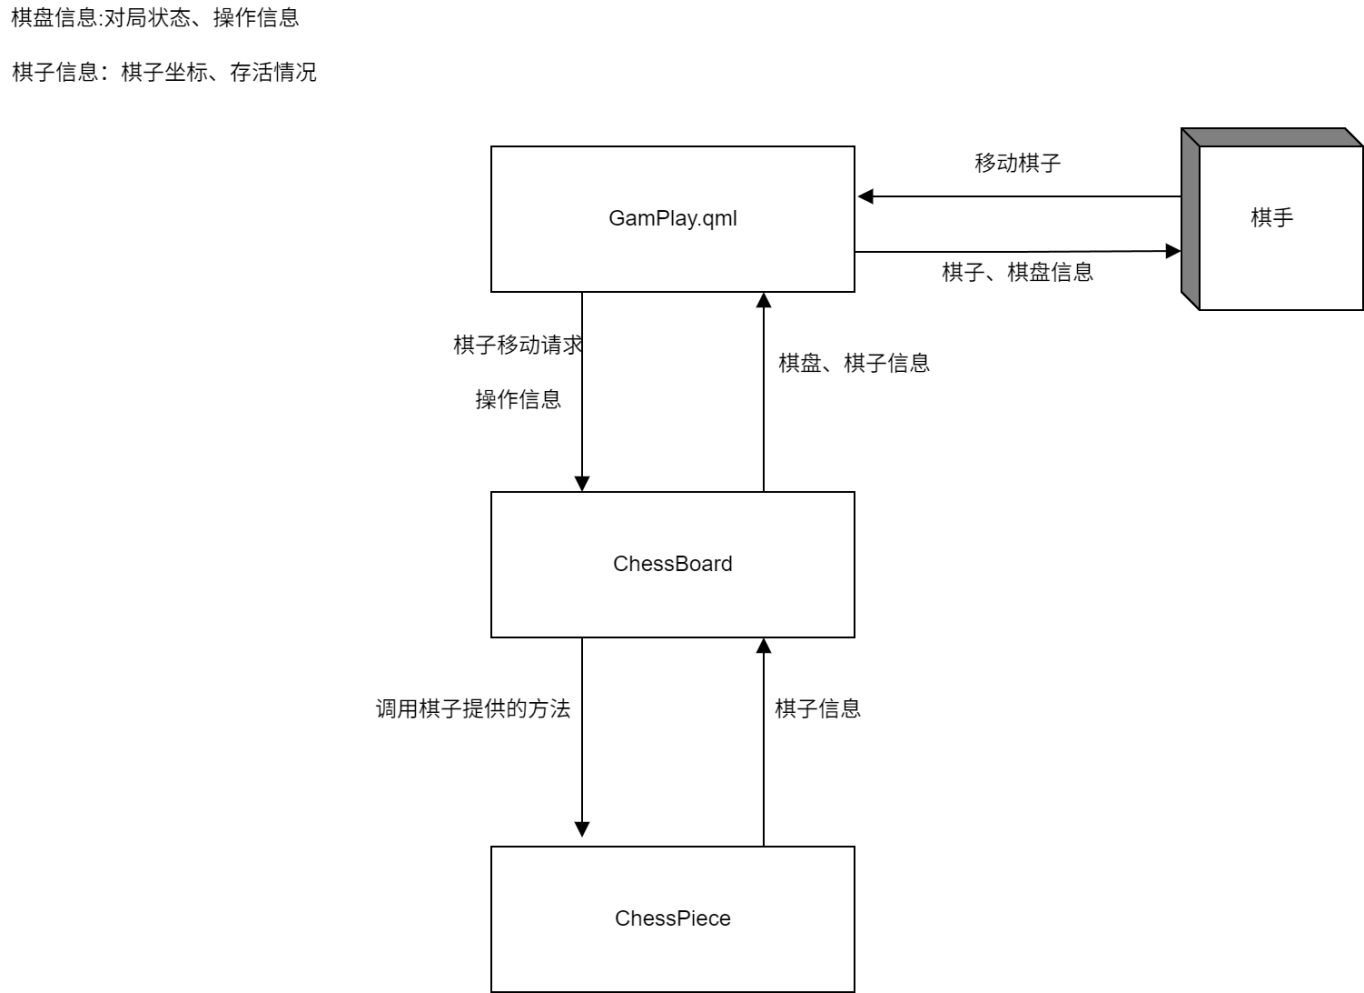 棋盘信息:对局状态、操作信息
棋子信息：棋子坐标、存活情况
移动棋子
GamPlay.qml
棋手
棋子、棋盘信息
棋子移动请求
棋盘、棋子信息
操作信息
ChessBoard
调用棋子提供的方法
棋子信息
ChessPiece